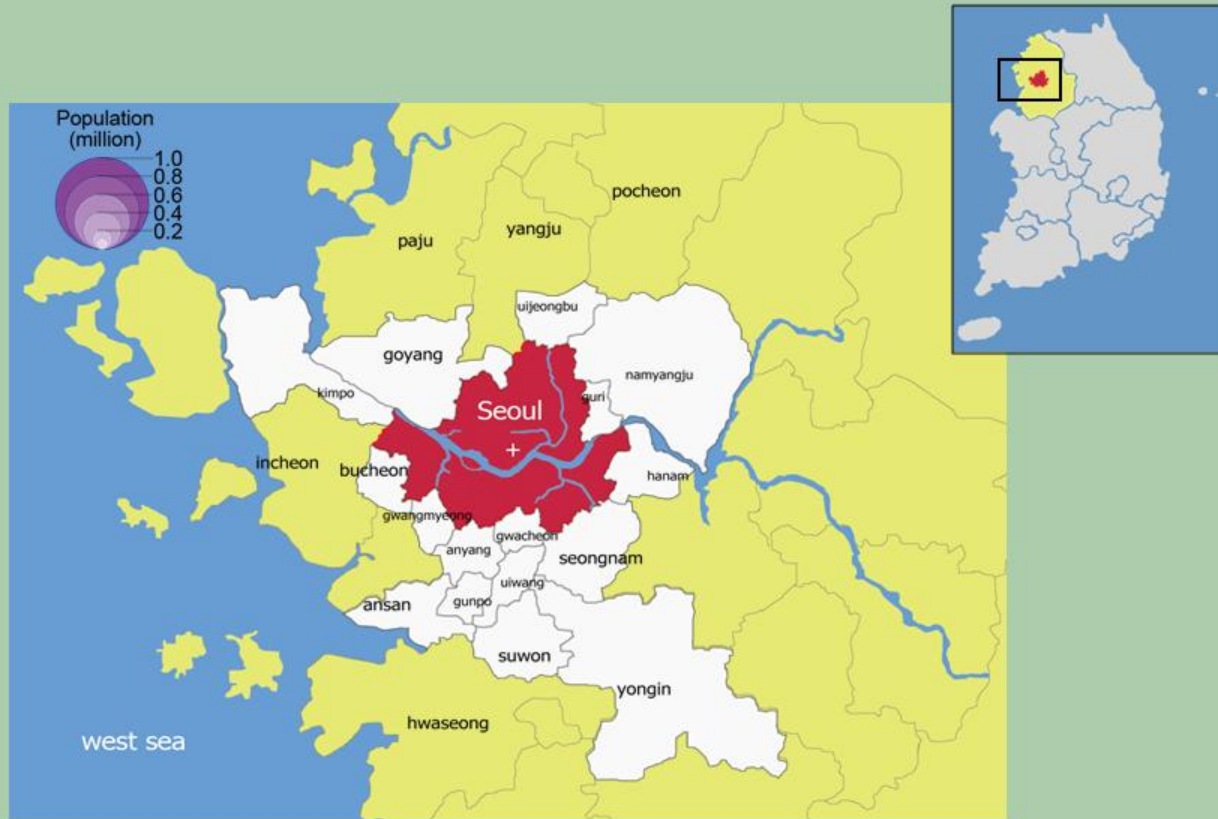 Population
(million)
1.0
0.8
0.6
0.4
0.2
pocheon
yangju
paju
uijeongbu
goyang
namyangju
kimpo
guri
Seoul
incheon
bucheon
hanam
gwangmyeong
gwacheon
anyang
seongnam
uiwang
ansan
gunpo
suwon
yongin
hwaseong
west sea